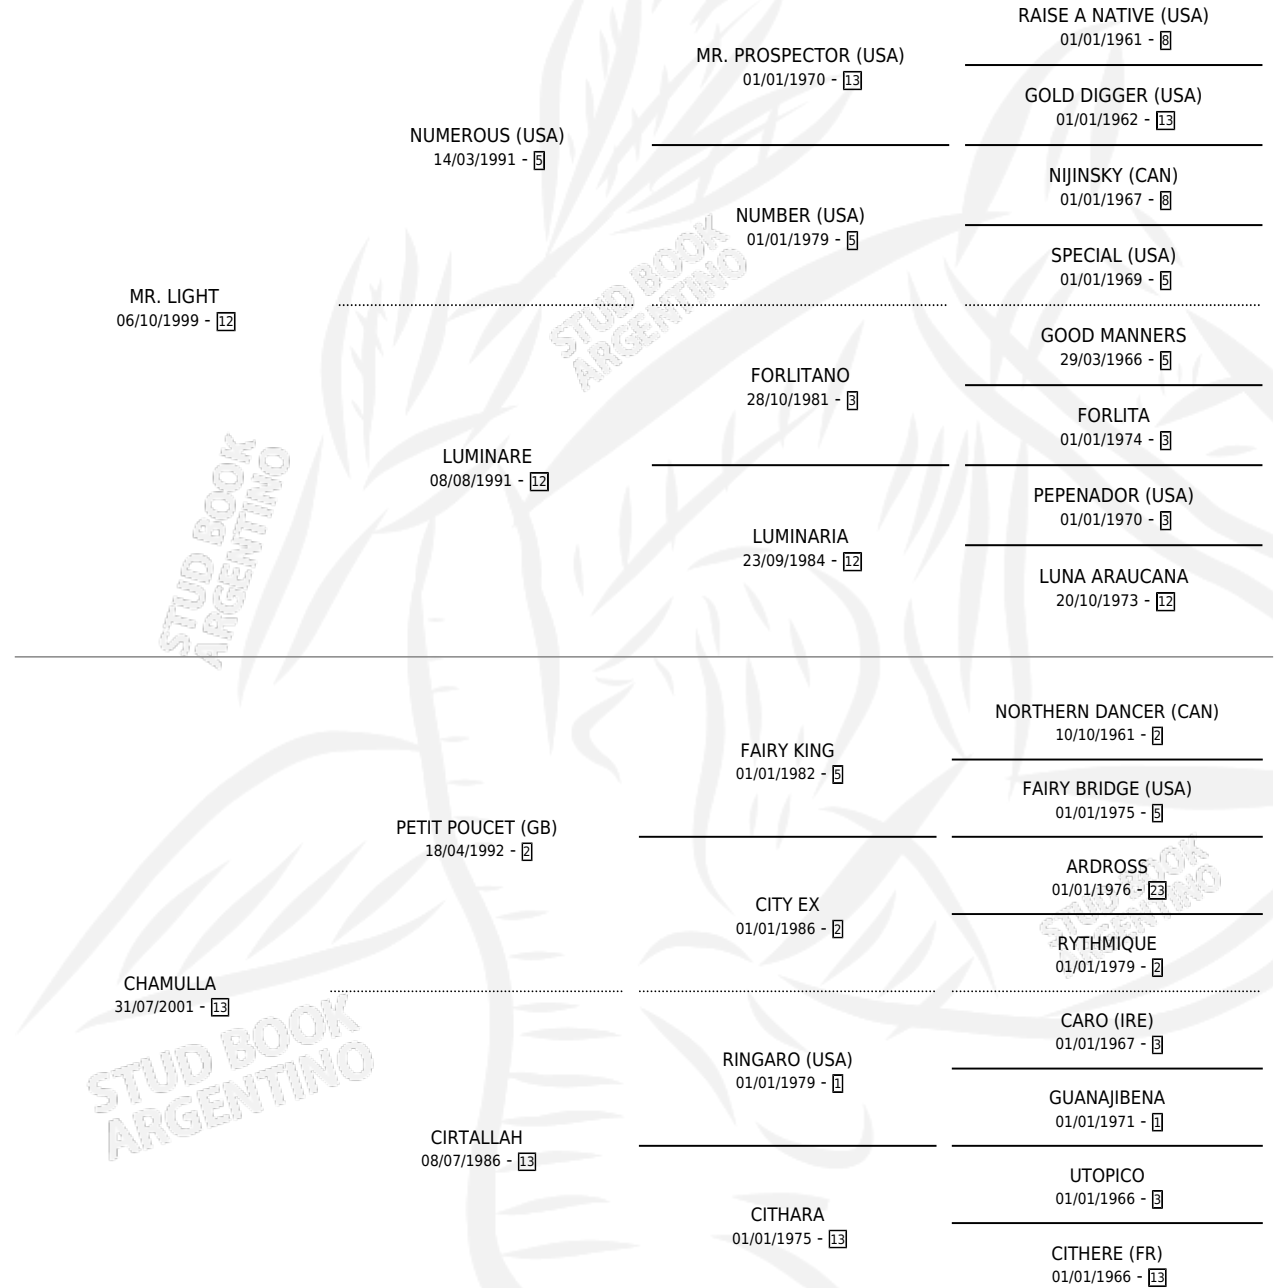 RAISE A NATIVE (USA)
01/01/1961 - 8
MR. PROSPECTOR (USA)
01/01/1970 - 13
GOLD DIGGER (USA)
01/01/1962 - 13
NUMEROUS (USA)
14/03/1991 - 5
NIJINSKY (CAN)
01/01/1967 - 8
NUMBER (USA)
01/01/1979 - 5
SPECIAL (USA)
01/01/1969 - 5
MR. LIGHT
06/10/1999 - 12
GOOD MANNERS
29/03/1966 - 5
FORLITANO
28/10/1981 - 3
FORLITA
01/01/1974 - 3
LUMINARE
08/08/1991 - 12
PEPENADOR (USA)
01/01/1970 - 3
LUMINARIA
23/09/1984 - 12
LUNA ARAUCANA
20/10/1973 - 12
NORTHERN DANCER (CAN)
10/10/1961 - 2
FAIRY KING
01/01/1982 - 5
FAIRY BRIDGE (USA)
01/01/1975 - 5
PETIT POUCET (GB)
18/04/1992 - 2
ARDROSS
01/01/1976 - 23
CITY EX
01/01/1986 - 2
RYTHMIQUE
01/01/1979 - 2
CHAMULLA
31/07/2001 - 13
CARO (IRE)
01/01/1967 - 3
RINGARO (USA)
01/01/1979 - 1
GUANAJIBENA
01/01/1971 - 1
CIRTALLAH
08/07/1986 - 13
UTOPICO
01/01/1966 - 3
CITHARA
01/01/1975 - 13
CITHERE (FR)
01/01/1966 - 13
STUD BOOK
ARGENTINO
STUD BOOK
ARGENTINO
STUD BOOK
ARGENTINO
STUD BOOK
ARGENTINO